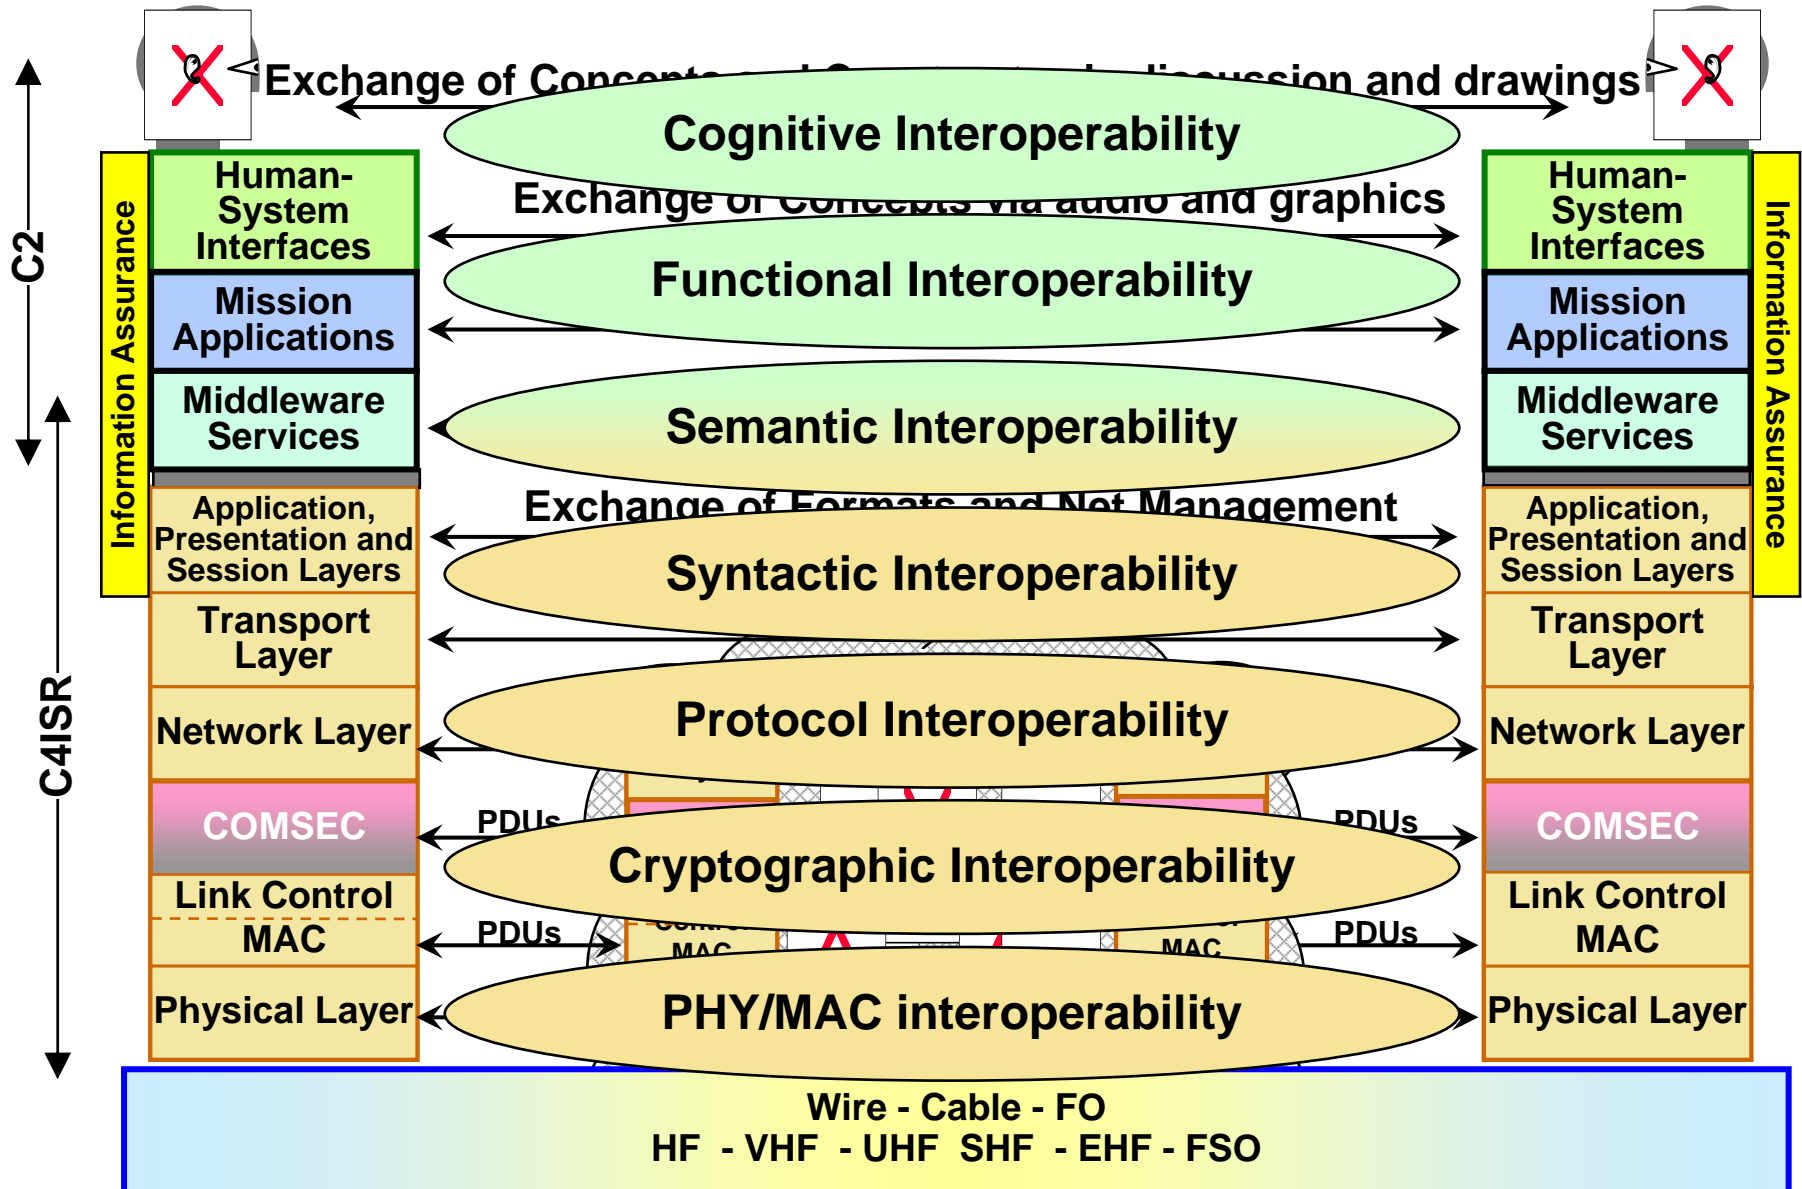 Exchange of Concepts and discussion and drawings
Cognitive Interoperability
Exchange of Concepts via audio and graphics
Functional Interoperability
Semantic Interoperability
Exchange of Formats and Net Management
Syntactic Interoperability
Protocol Interoperability
PDUs
PDUs
Cryptographic Interoperability
PDUs
Control
MAC
MAC
PDUs
PHY/MAC interoperability
C2
C4ISR
Information Assurance
Human-
System
Interfaces
Mission
Applications
Middleware
Services
Application,
Presentation and
Session Layers
Transport
Layer
Network Layer
COMSEC
Link Control
MAC
Physical Layer
Human-
System
Interfaces
Mission
Applications
Middleware
Services
Application,
Presentation and
Session Layers
Transport
Layer
Network Layer
COMSEC
Link Control
MAC
Physical Layer
Information Assurance
Wire - Cable - FO
HF - VHF - UHF SHF - EHF - FSO